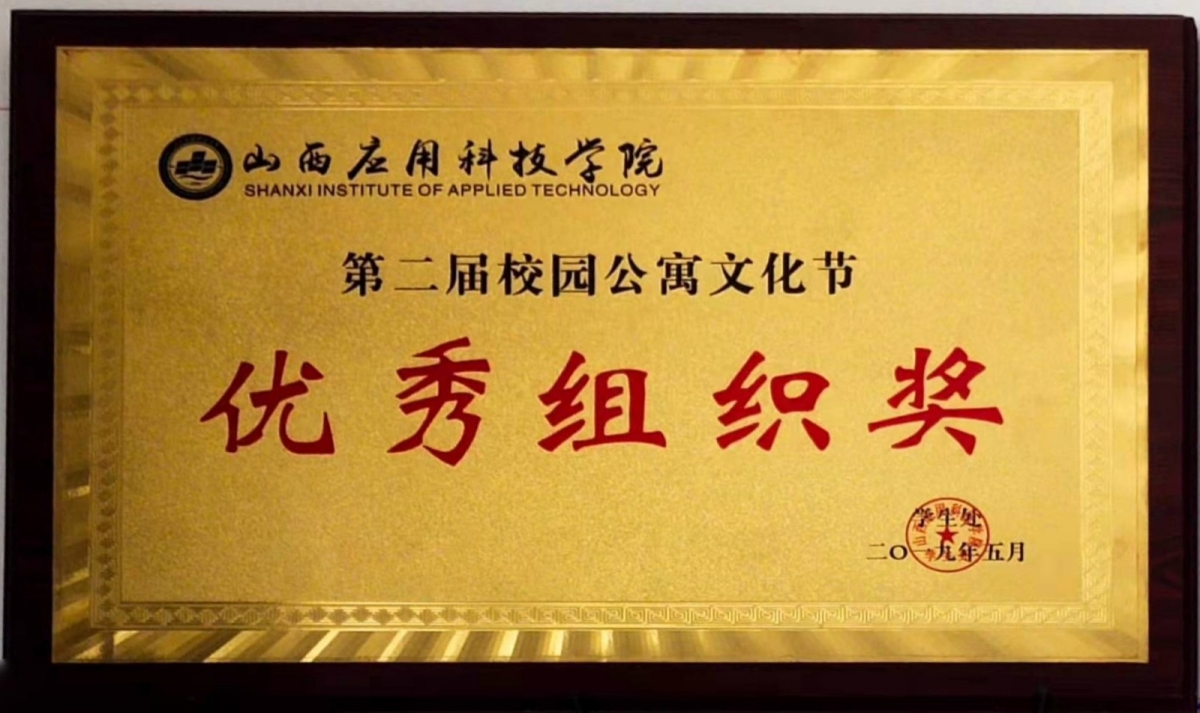 山西应用科技学院
SHANXI INSTITUTE OF APPLIED TECHNOLOGY
第二届校园公寓文化节
优秀组织奖
学生处
二〇一九年五月